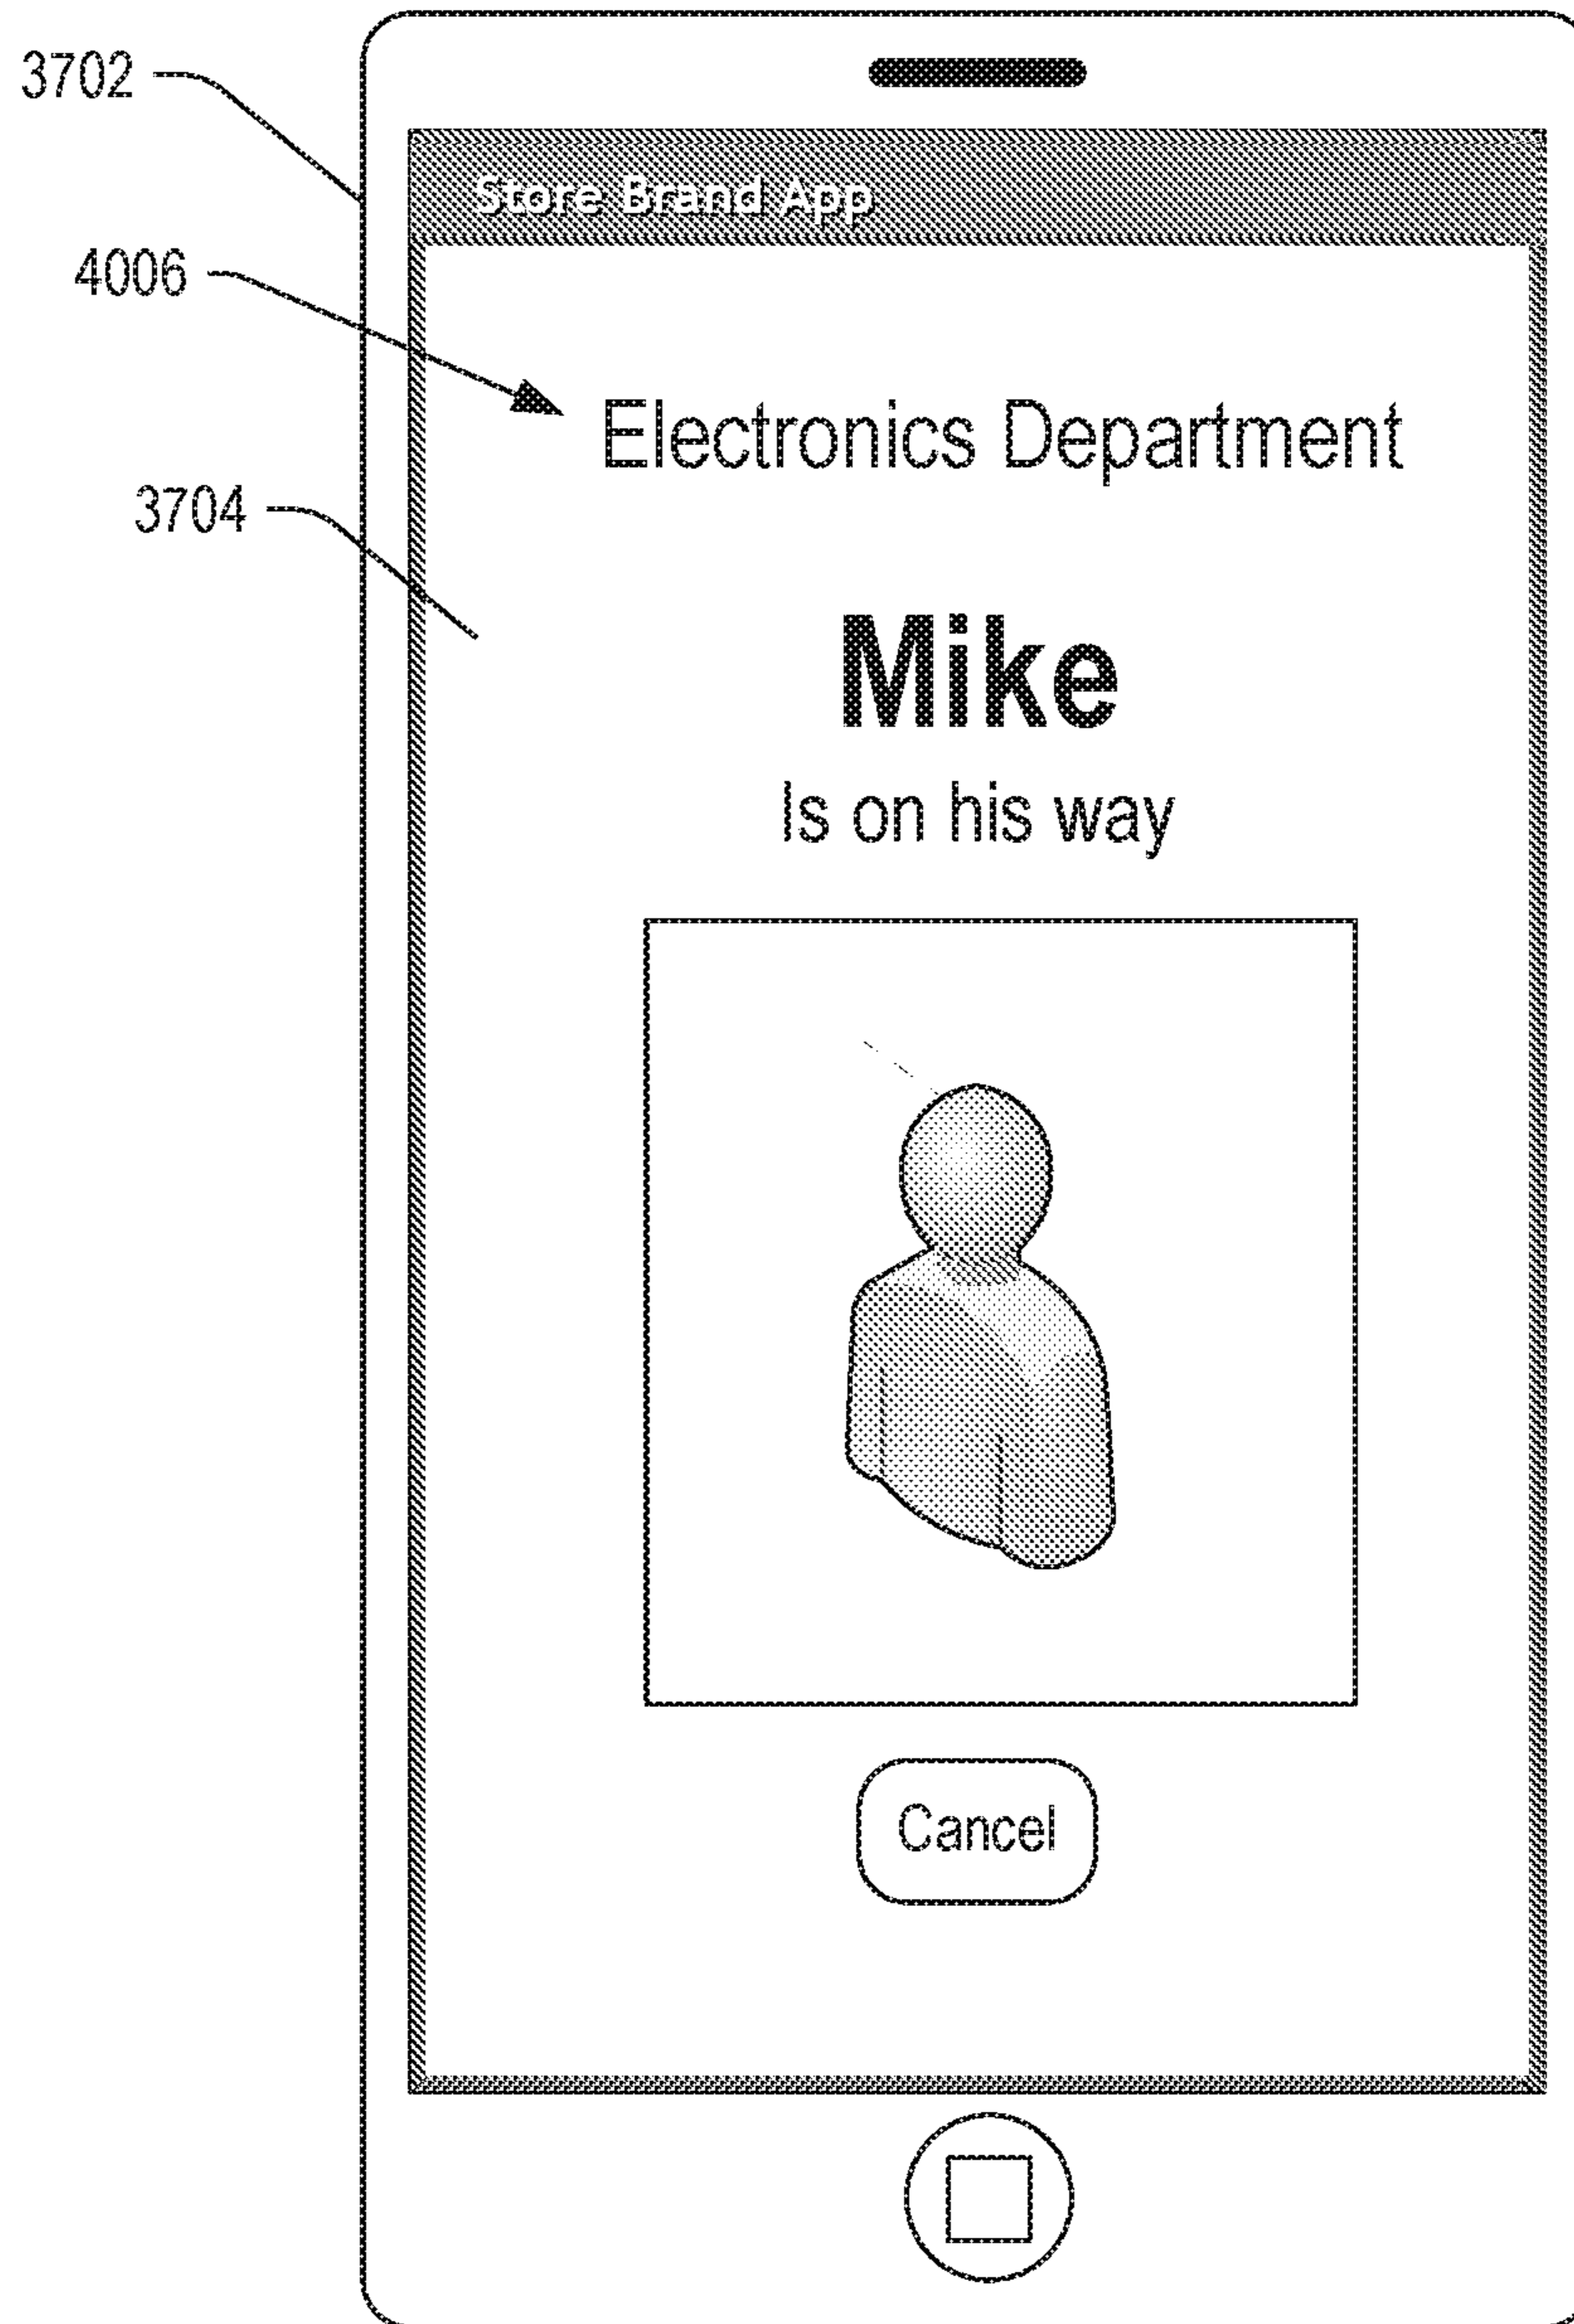 3702
Store Brand App
4006
Electronics Department
3704
Mike
Is on his way
Cancel